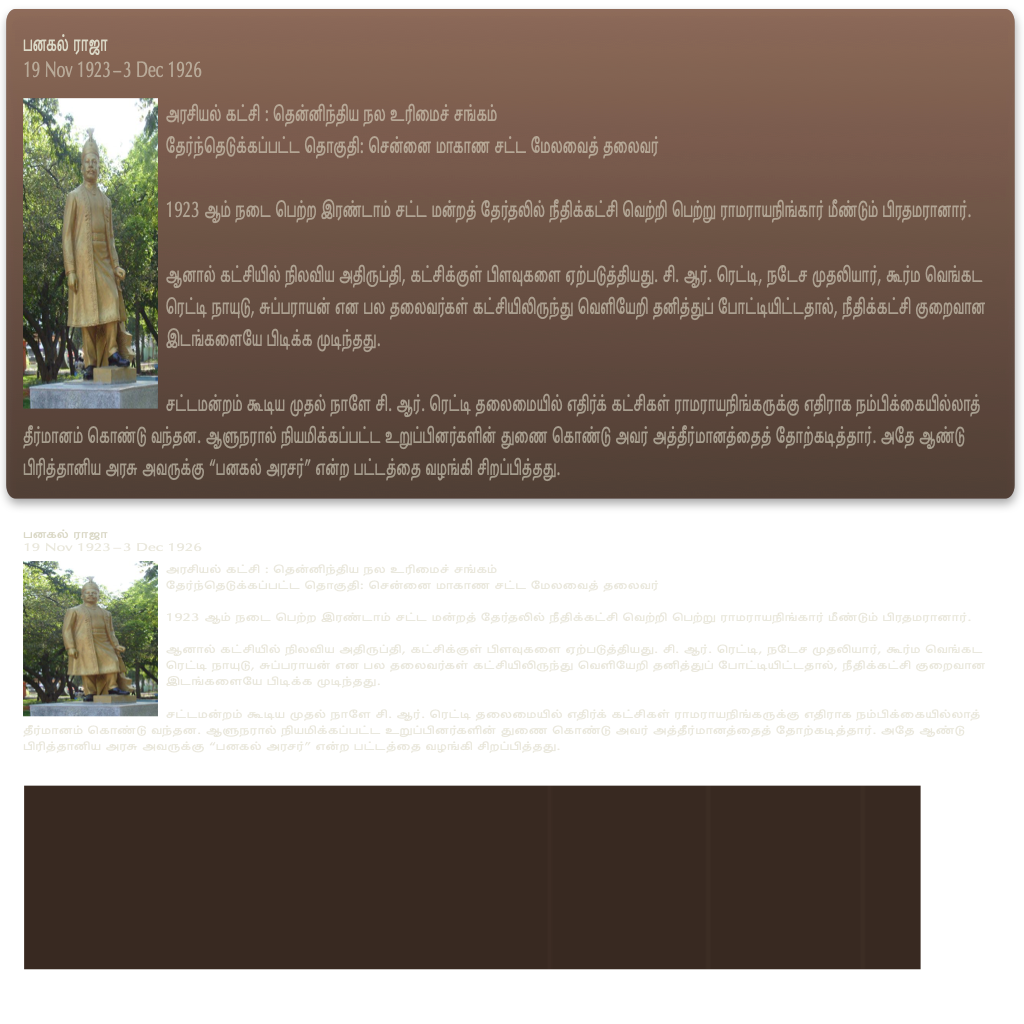 பனகல் ராஜா
19 Nov 1923–3 Dec 1926
அரசியல் கட்சி : தென்னிந்திய நல உரிமைச் சங்கம்
தேர்ந்தெடுக்கப்பட்ட தொகுதி: சென்னை மாகாண சட்ட மேலவைத் தலைவர்
1923 ஆம் நடை பெற்ற இரண்டாம் சட்ட மன்றத் தேர்தலில் நீதிக்கட்சி வெற்றி பெற்று ராமராயநிங்கார் மீண்டும் பிரதமரானார்.
ஆனால் கட்சியில் நிலவிய அதிருப்தி, கட்சிக்குள் பிளவுகளை ஏற்படுத்தியது. சி. ஆர். ரெட்டி, நடேச முதலியார், கூர்ம வெங்கட
ரெட்டி நாயுடு, சுப்பராயன் என பல தலைவர்கள் கட்சியிலிருந்து வெளியேறி தனித்துப் போட்டியிட்டதால், நீதிக்கட்சி குறைவான
இடங்களையே பிடிக்க முடிந்தது.
சட்டமன்றம் கூடிய முதல் நாளே சி. ஆர். ரெட்டி தலைமையில் எதிர்க் கட்சிகள் ராமராயநிங்கருக்கு எதிராக நம்பிக்கையில்லாத்
தீர்மானம் கொண்டு வந்தன. ஆளுநரால் நியமிக்கப்பட்ட உறுப்பினர்களின் துணை கொண்டு அவர் அத்தீர்மானத்தைத் தோற்கடித்தார். அதே ஆண்டு
பிரித்தானிய அரசு அவருக்கு “பனகல் அரசர்” என்ற பட்டத்தை வழங்கி சிறப்பித்தது.
பனகல் ராஜா
19 Nov 1923–3 Dec 1926
அரசியல் கட்சி : தென்னிந்திய நல உரிமைச் சங்கம்
தேர்ந்தெடுக்கப்பட்ட தொகுதி: சென்னை மாகாண சட்ட மேலவைத் தலைவர்
1923 ஆம் நடை பெற்ற இரண்டாம் சட்ட மன்றத் தேர்தலில் நீதிக்கட்சி வெற்றி பெற்று ராமராயநிங்கார் மீண்டும் பிரதமரானார்.
ஆனால் கட்சியில் நிலவிய அதிருப்தி, கட்சிக்குள் பிளவுகளை ஏற்படுத்தியது. சி. ஆர். ரெட்டி, நடேச முதலியார், கூர்ம வெங்கட
ரெட்டி நாயுடு, சுப்பராயன் என பல தலைவர்கள் கட்சியிலிருந்து வெளியேறி தனித்துப் போட்டியிட்டதால், நீதிக்கட்சி குறைவான
இடங்களையே பிடிக்க முடிந்தது.
சட்டமன்றம் கூடிய முதல் நாளே சி. ஆர். ரெட்டி தலைமையில் எதிர்க் கட்சிகள் ராமராயநிங்கருக்கு எதிராக நம்பிக்கையில்லாத்
தீர்மானம் கொண்டு வந்தன. ஆளுநரால் நியமிக்கப்பட்ட உறுப்பினர்களின் துணை கொண்டு அவர் அத்தீர்மானத்தைத் தோற்கடித்தார். அதே ஆண்டு
பிரித்தானிய அரசு அவருக்கு “பனகல் அரசர்” என்ற பட்டத்தை வழங்கி சிறப்பித்தது.